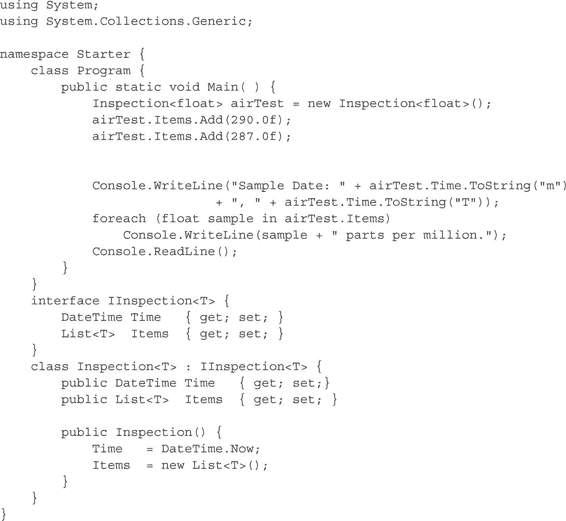 using System;
using System.Collections.Generic;

namespace Starter {
    class Program {
        public static void Main( ) {
            Inspection<float> airTest = new Inspection<float>();
            airTest.Items.Add(290.0f);
            airTest.Items.Add(287.0f);


            Console.WriteLine("Sample Date: " + airTest.Time.ToString("m")
                            + ", " + airTest.Time.ToString("T"));
            foreach (float sample in airTest.Items)
                Console.WriteLine(sample + " parts per million.");
            Console.ReadLine();
        }
    }
    interface IInspection<T> {
        DateTime Time   { get; set; }
        List<T>  Items  { get; set; }
    }
    class Inspection<T> : IInspection<T> {
        public DateTime Time   { get; set;}
        public List<T>  Items  { get; set; }

        public Inspection() {
            Time   = DateTime.Now;
            Items  = new List<T>();
        }
    }
}